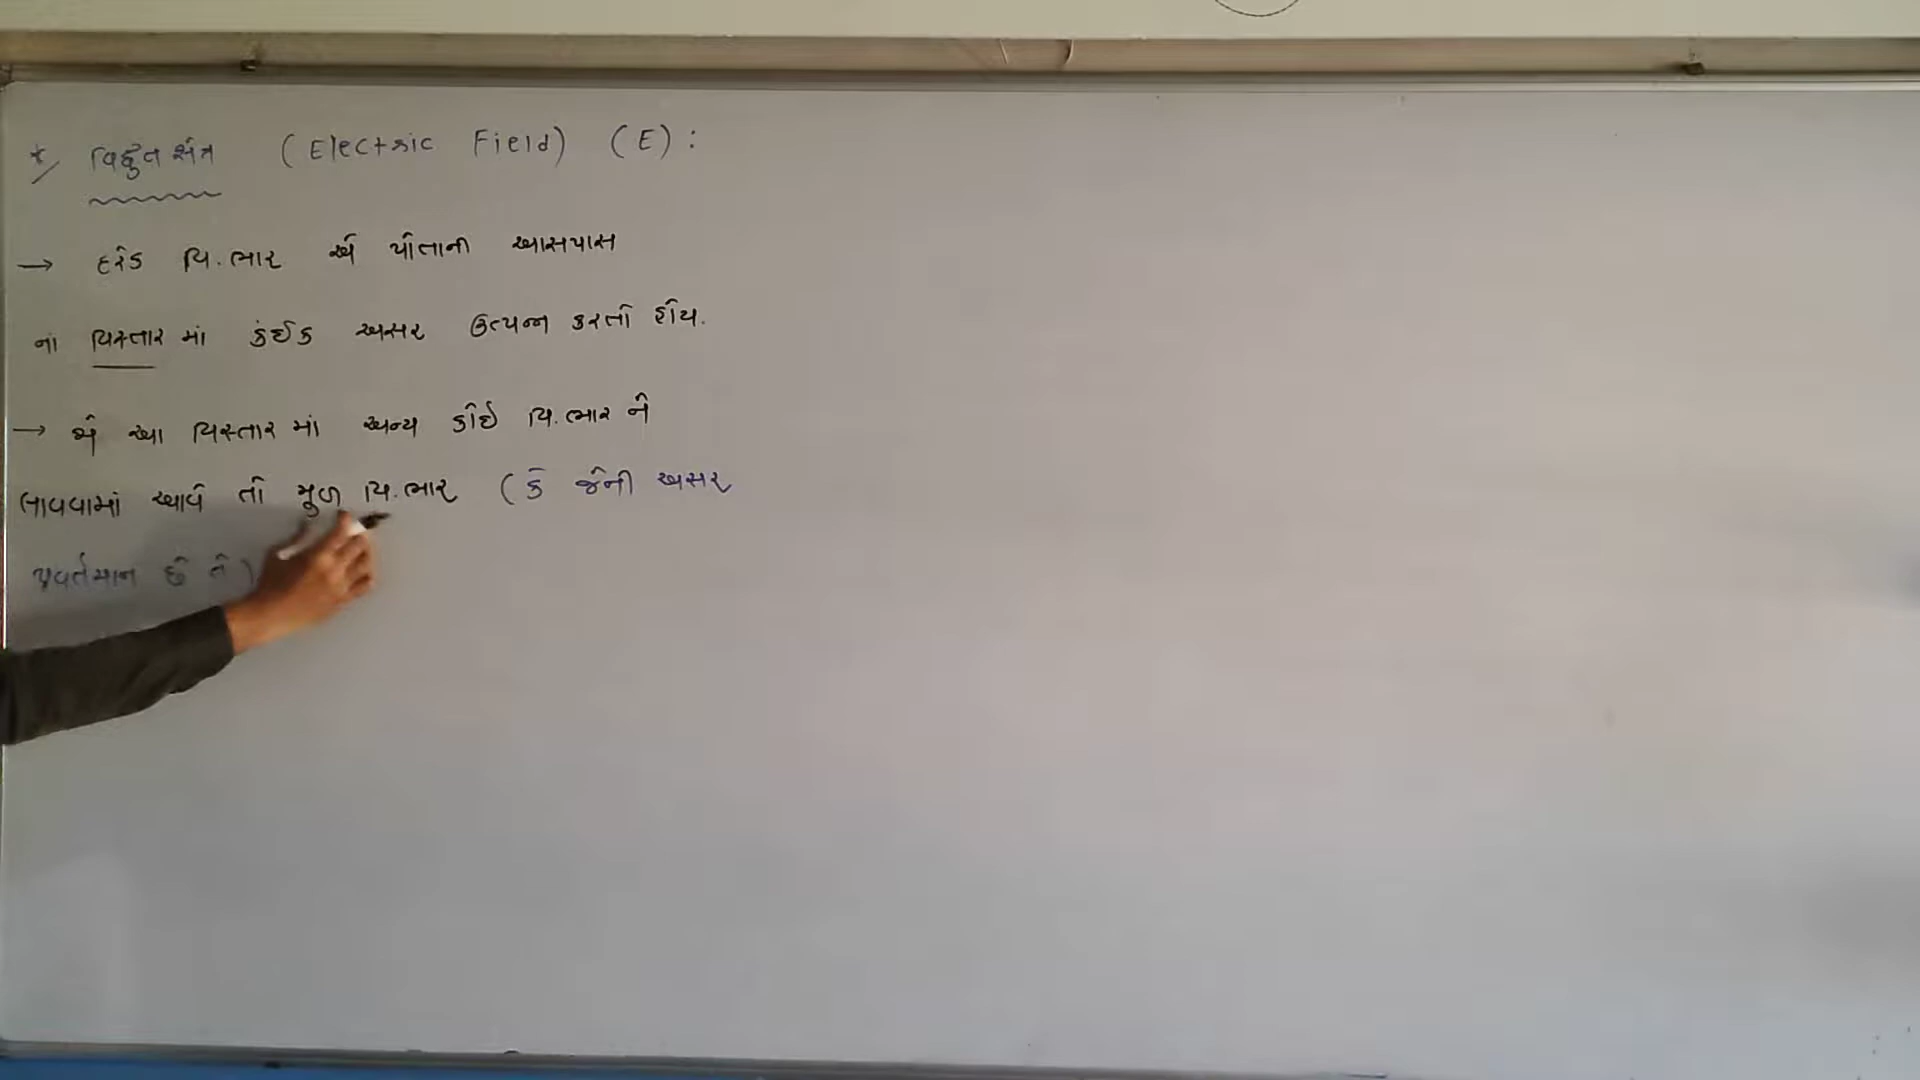 * વિદ્યુત ક્ષેત્ર (Electric Field) (E) :
→ દરેક વિ.ભાર એ પોતાની આસપાસ
નાં વિસ્તાર માં કંઈક અસર ઉત્પન્ન કરતો હોય.
→ જો આ વિસ્તાર માં અન્ય કોઈ વિ.ભાર ને
લાવવામાં આવે તો મૂળ વિ.ભાર (કે જેની અસર
પ્રવર્તમાન છે તે)